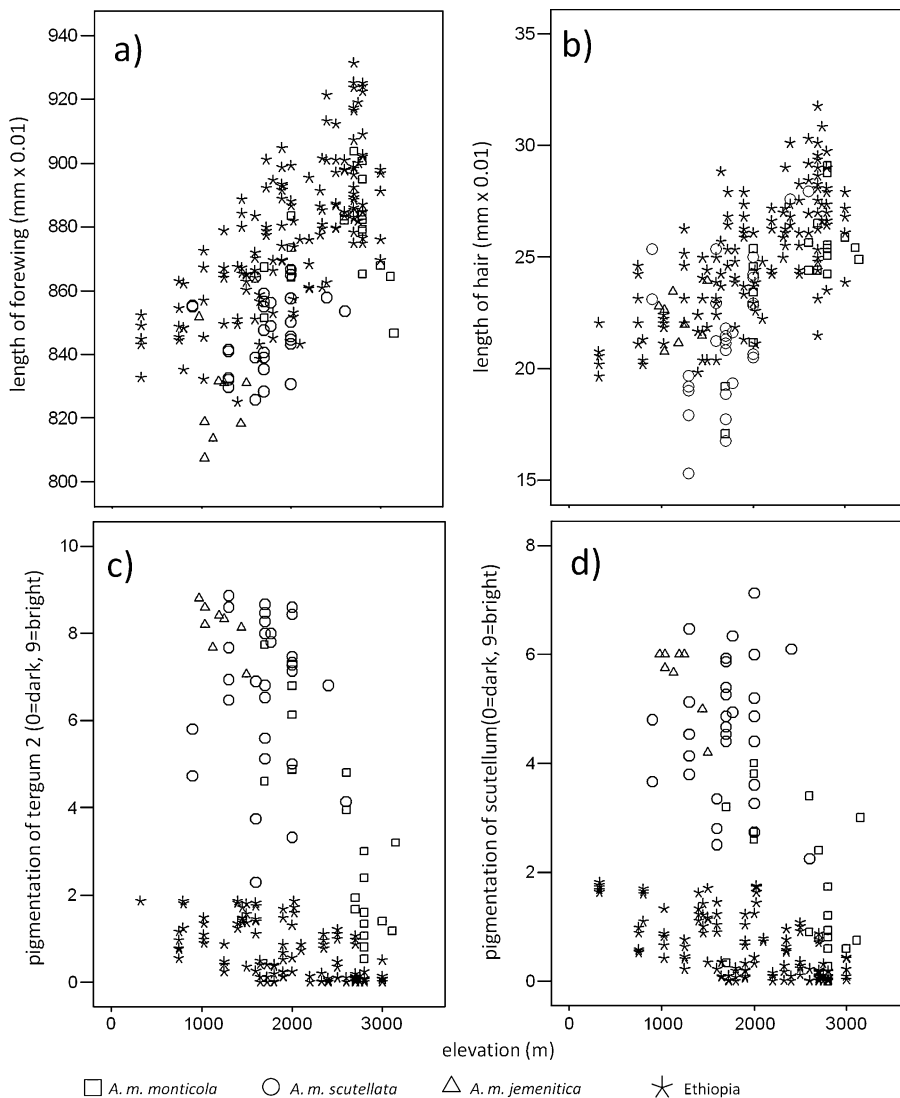 a)
940
920
900
880
860
840
820
800
length of forewing (mm x 0.01)
b)
35
30
25
20
15
length of hair (mm x 0.01)
c)
10
8
6
4
2
0
pigmentation of tergum 2 (0=dark, 9=bright)
0 1000 2000 3000
d)
8
6
4
2
0
pigmentation of scutellum(0=dark, 9=bright)
0 1000 2000 3000
elevation (m)
A. m. monticola A. m. scutellata A. m. jemenitica Ethiopia